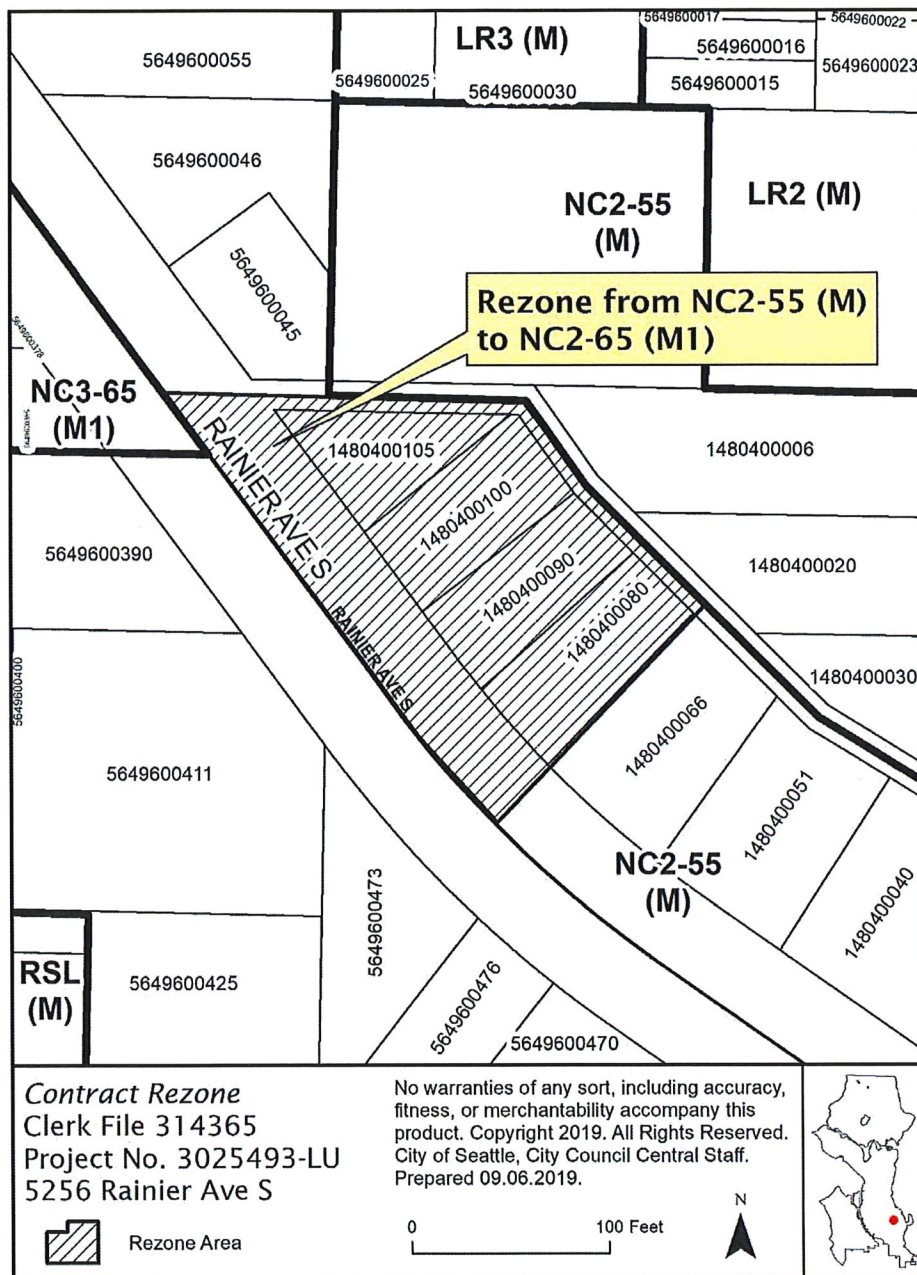 5649600017
5649600022
LR3 (M)
5649600055
5649600016
5649600023
5649600025
5649600030
5649600015
5649600046
NC2-55
(M)
LR2 (M)
5649600045
Rezone from NC2-55 (M)
to NC2-65 (M1)
5649600378
NC3-65
(M1)
RAINIER AVE S
1480400105
1480400006
1480400100
5649600390
1480400090
1480400020
1480400080
RAINIER AVE S
5649600400
1480400030
1480400066
5649600411
1480400051
NC2-55
(M)
1480400040
5649600473
RSL
(M)
5649600425
5649600476
5649600470
Contract Rezone
Clerk File 314365
Project No. 3025493-LU
5256 Rainier Ave S
Rezone Area
No warranties of any sort, including accuracy,
fitness, or merchantability accompany this
product. Copyright 2019. All Rights Reserved.
City of Seattle, City Council Central Staff.
Prepared 09.06.2019.
0 100 Feet
N